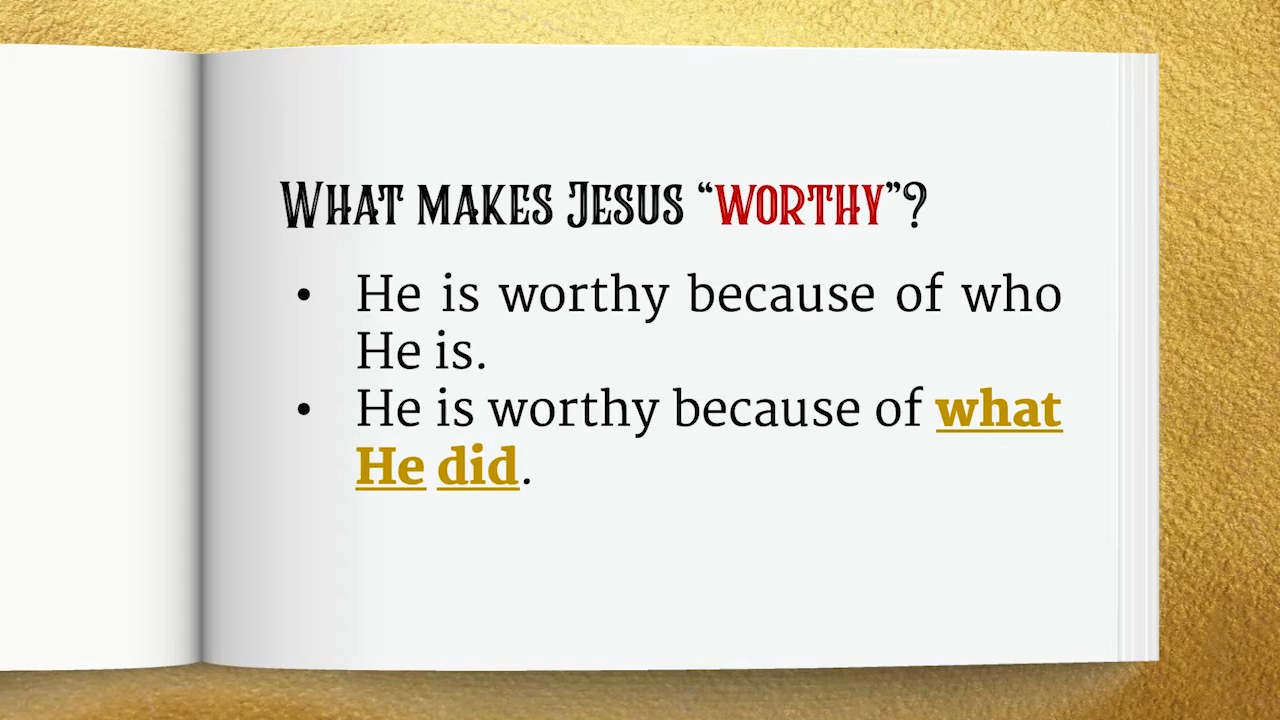 What makes Jesus “worthy”?
• He is worthy because of who
He is.
• He is worthy because of what
He did.